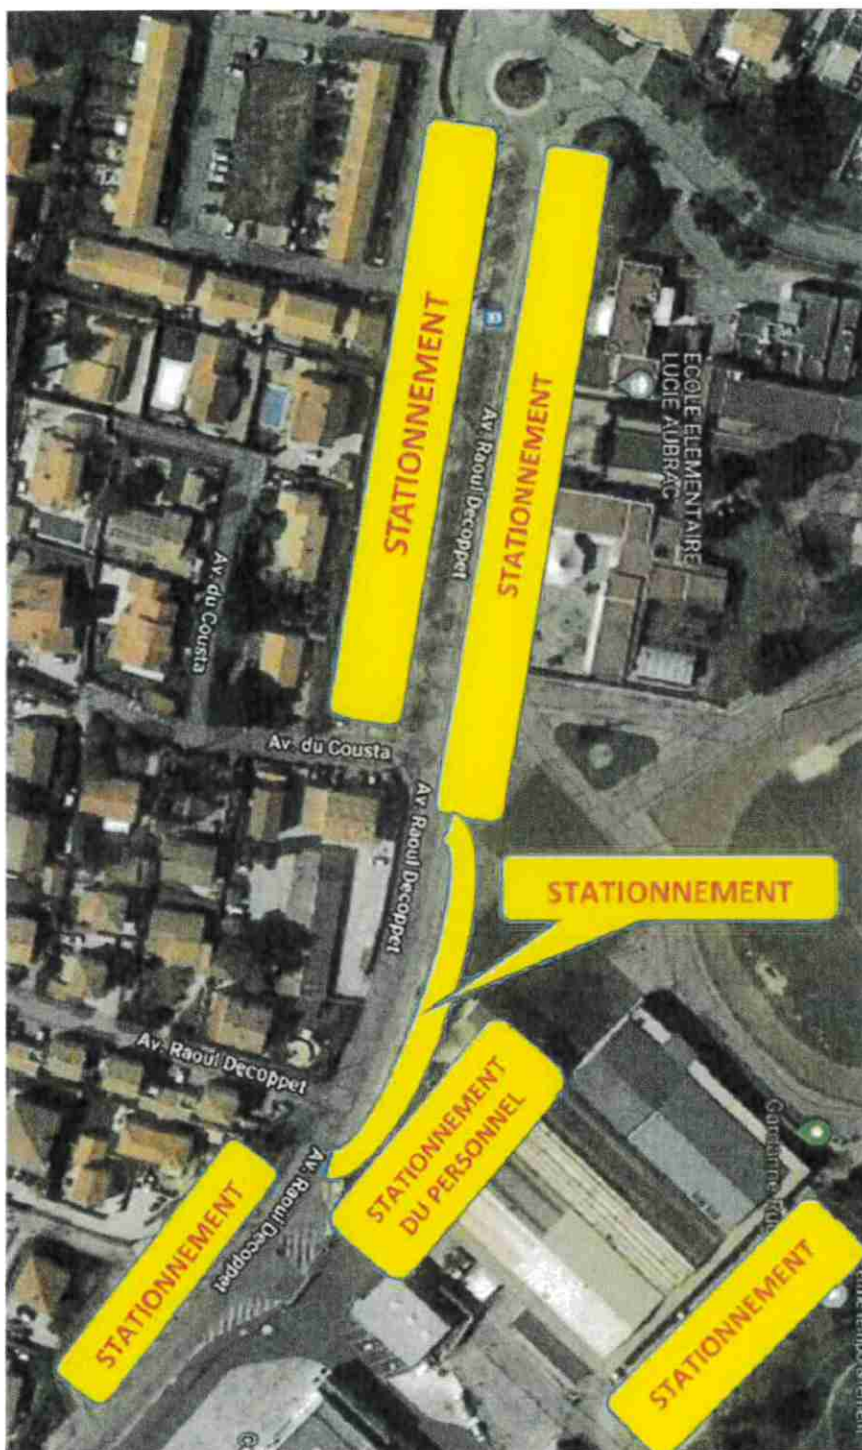 STATIONNEMENT
STATIONNEMENT
Av. Raoul Decoppet
ECOLE ELEMENTAIRE
LUCIE AUBRAC
Av. du Cousta
Av. du Cousta
Av. Raoul Decoppet
STATIONNEMENT
Av. Raoul Decoppet
STATIONNEMENT
DU PERSONNEL
Av. Raoul Decoppet
STATIONNEMENT
STATIONNEMENT